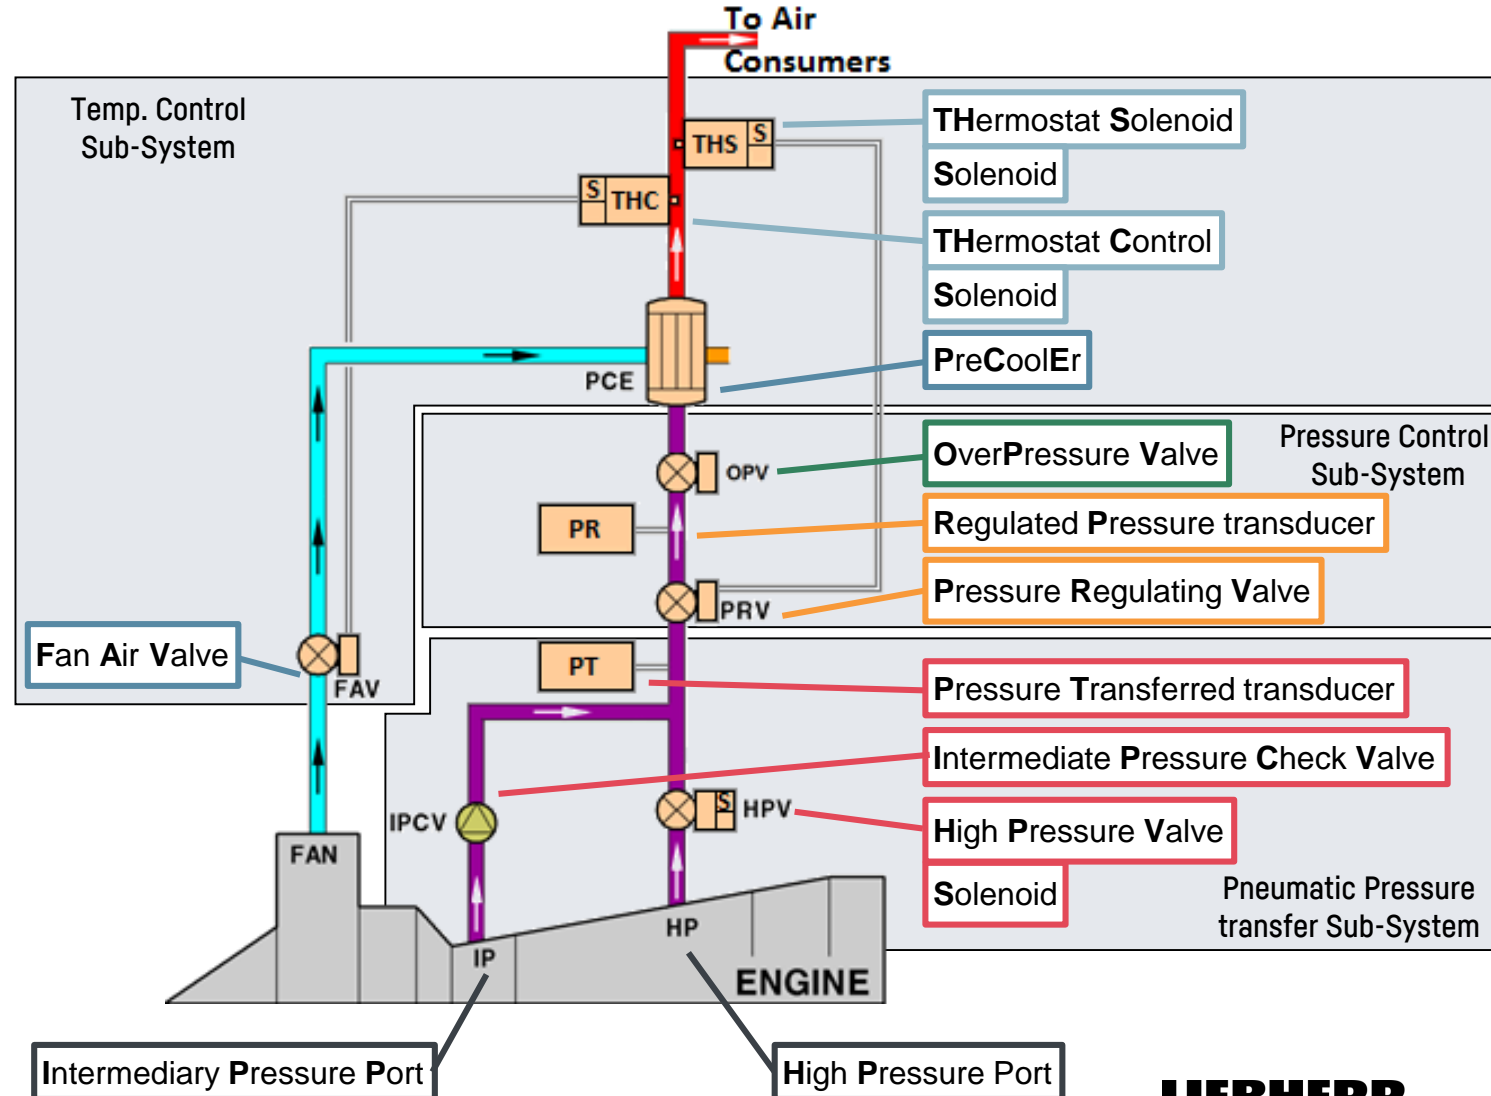 To Air
Consumers
Temp. Control
Sub-System
THermostat Solenoid
Solenoid
THS
S
S
THC
THermostat Control
Solenoid
PreCoolEr
PCE
Pressure Control
Sub-System
OverPressure Valve
OPV
Regulated Pressure transducer
PR
Pressure Regulating Valve
PRV
Fan Air Valve
FAV
PT
Pressure Transferred transducer
Intermediate Pressure Check Valve
IPCV
S
HPV
High Pressure Valve
Solenoid
FAN
Pneumatic Pressure
transfer Sub-System
HP
IP
ENGINE
Intermediary Pressure Port
High Pressure Port
LIEBHERR